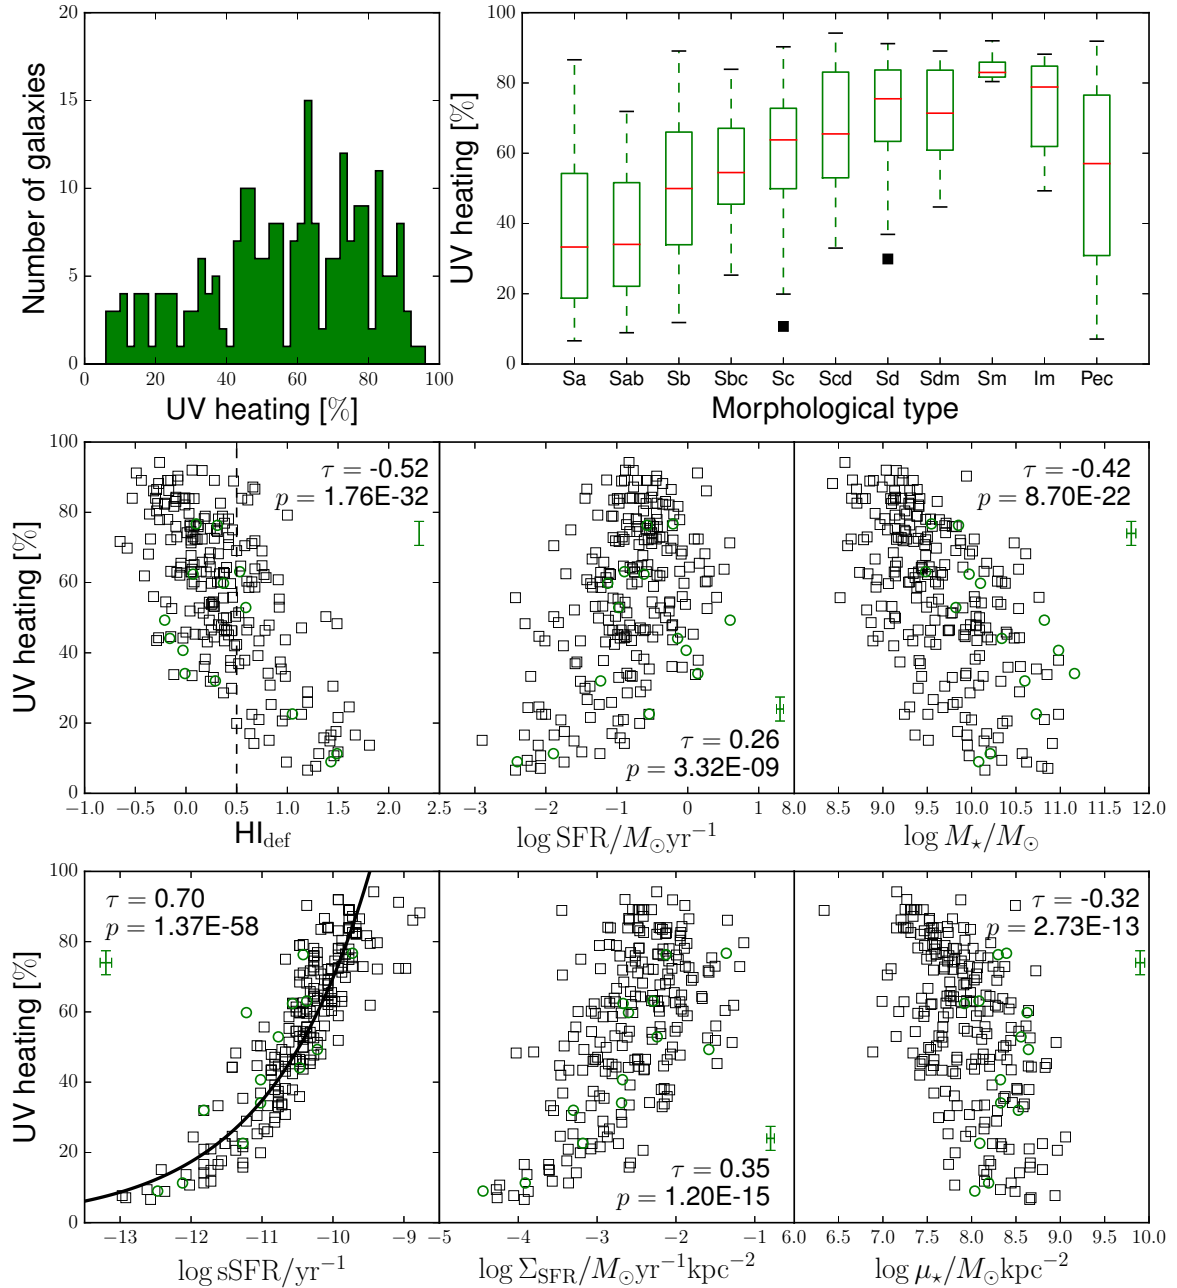 20
15
10
5
0
Number of galaxies
0 20 40 60 80 100
UV heating [%]
100
80
60
40
20
0
UV heating [%]
Sa Sab Sb Sbc Sc Scd Sd Sdm Sm Im Pec
Morphological type
100
80
60
40
20
0
UV heating [%]
τ = -0.52
p = 1.76E-32
−1.0 −0.5 0.0 0.5 1.0 1.5 2.0 2.5
HI_def
τ = 0.26
p = 3.32E-09
−3 −2 −1 0 1
log SFR/M⊙yr⁻¹
τ = -0.42
p = 8.70E-22
8.0 8.5 9.0 9.5 10.0 10.5 11.0 11.5 12.0
log M⋆/M⊙
100
80
60
40
20
0
UV heating [%]
τ = 0.70
p = 1.37E-58
−13 −12 −11 −10 −9 −8
log sSFR/yr⁻¹
τ = 0.35
p = 1.20E-15
−5 −4 −3 −2 −1
log Σ_SFR/M⊙yr⁻¹kpc⁻²
τ = -0.32
p = 2.73E-13
6.0 6.5 7.0 7.5 8.0 8.5 9.0 9.5 10.0
log μ⋆/M⊙kpc⁻²